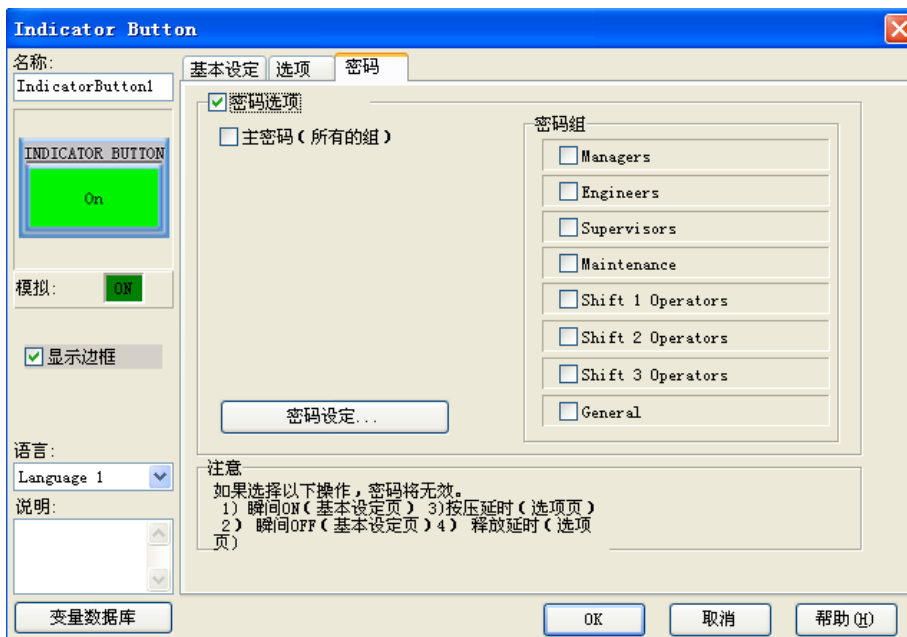 Indicator Button
名称:
IndicatorButton1
INDICATOR BUTTON
On
模拟:
ON
显示边框
语言:
Language 1
说明:
变量数据库
基本设定
选项
密码
密码选项
主密码(所有的组)
密码设定...
密码组
Managers
Engineers
Supervisors
Maintenance
Shift 1 Operators
Shift 2 Operators
Shift 3 Operators
General
注意
如果选择以下操作,密码将无效。
1) 瞬间ON(基本设定页) 3)按压延时(选项页)
2) 瞬间OFF(基本设定页)4) 释放延时(选项
页)
OK
取消
帮助(H)